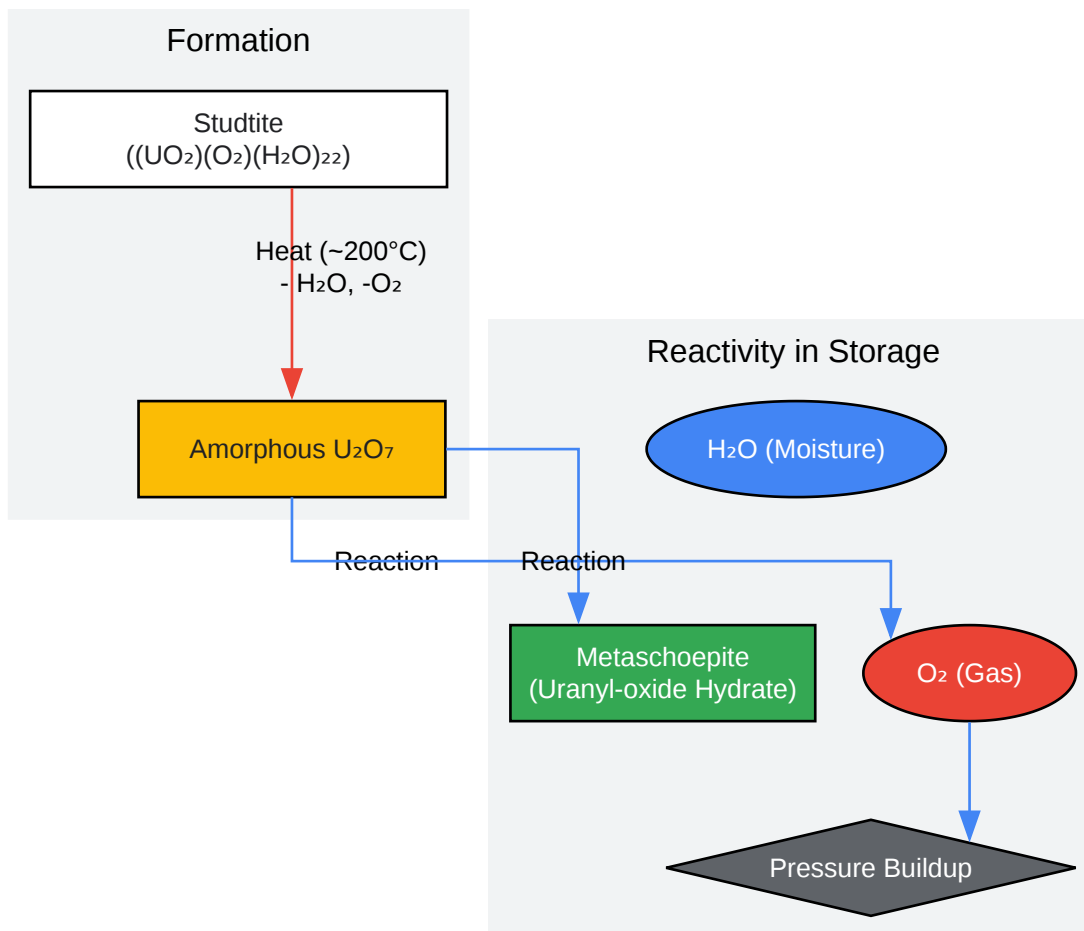 Formation
Studtite
((UO₂)(O₂)(H₂O)₂₂)
Heat (~200°C)
- H₂O, -O₂
Reactivity in Storage
Amorphous U₂O₇
H₂O (Moisture)
Reaction
Reaction
Metaschoepite
(Uranyl-oxide Hydrate)
O₂ (Gas)
Pressure Buildup